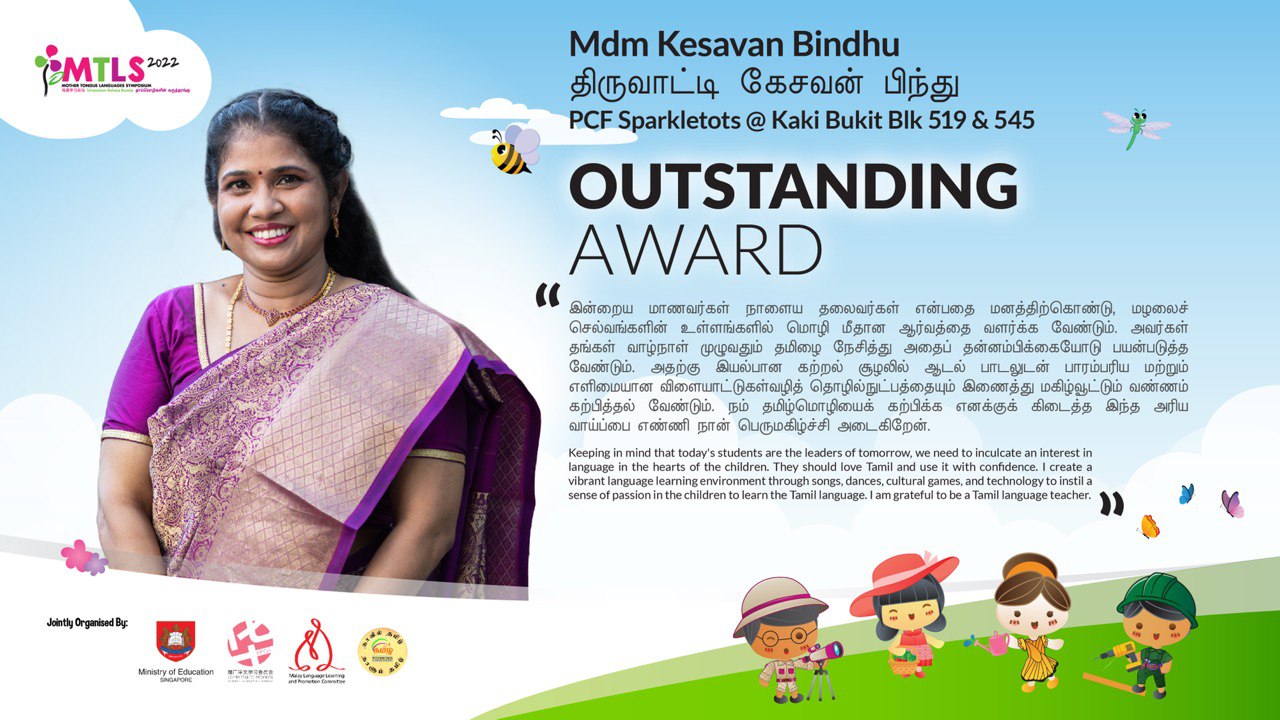 MTLS 2022
MOTHER TONGUE LANGUAGES SYMPOSIUM
Mdm Kesavan Bindhu
திருவாட்டி கேசவன் பிந்து
PCF Sparkletots @ Kaki Bukit Blk 519 & 545
OUTSTANDING
AWARD
“
இன்றைய மாணவர்கள் நாளைய தலைவர்கள் என்பதை மனத்திற்கொண்டு, மழலைச்
செல்வங்களின் உள்ளங்களில் மொழி மீதான ஆர்வத்தை வளர்க்க வேண்டும். அவர்கள்
தங்கள் வாழ்நாள் முழுவதும் தமிழை நேசித்து அதைப் தன்னம்பிக்கையோடு பயன்படுத்த
வேண்டும். அதற்கு இயல்பான கற்றல் சூழலில் ஆடல் பாடலுடன் பாரம்பரிய மற்றும்
எளிமையான விளையாட்டுகள்வழித் தொழில்நுட்பத்தையும் இணைத்து மகிழ்வூட்டும் வண்ணம்
கற்பித்தல் வேண்டும். நம் தமிழ்மொழியைக் கற்பிக்க எனக்குக் கிடைத்த இந்த அரிய
வாய்ப்பை எண்ணி நான் பெருமகிழ்ச்சி அடைகிறேன்.
Keeping in mind that today's students are the leaders of tomorrow, we need to inculcate an interest in
language in the hearts of the children. They should love Tamil and use it with confidence. I create a
vibrant language learning environment through songs, dances, cultural games, and technology to instil a
sense of passion in the children to learn the Tamil language. I am grateful to be a Tamil language teacher.
”
Jointly Organised By:
Ministry of Education
SINGAPORE
Malay Language Learning
and Promotion Committee